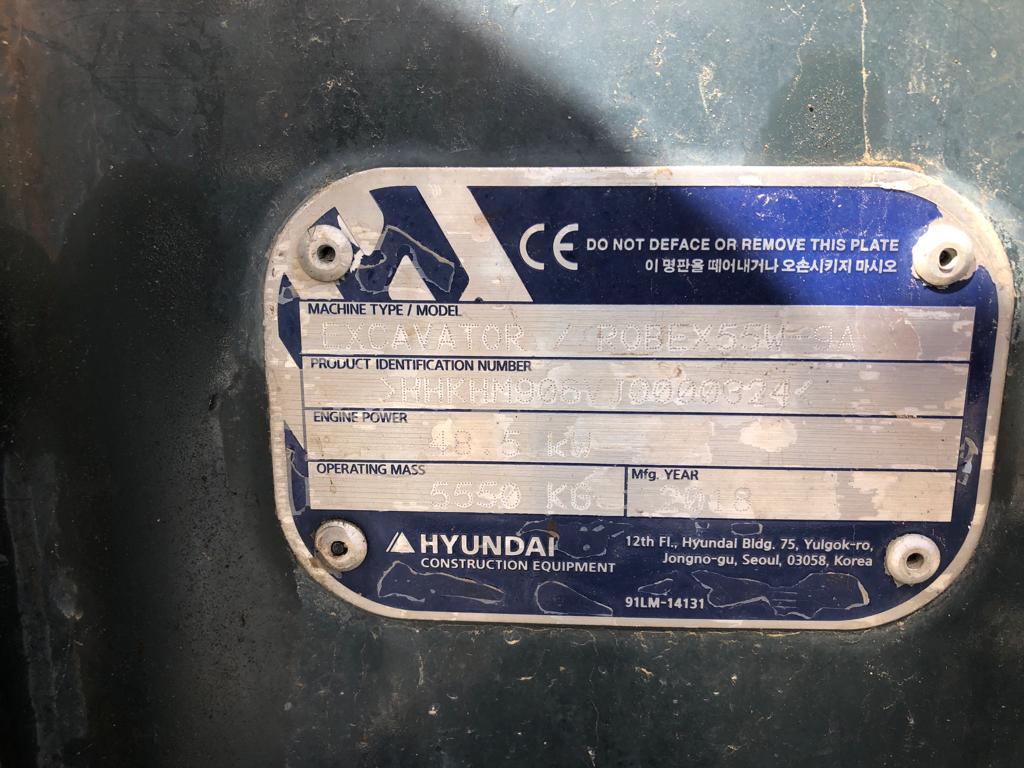 CE DO NOT DEFACE OR REMOVE THIS PLATE
이 명판을 떼어내거나 오손시키지 마시오
MACHINE TYPE / MODEL
EXCAVATOR / ROBEX55W-9A
PRODUCT IDENTIFICATION NUMBER
ENGINE POWER
48.5 KW
OPERATING MASS
5550 KG
Mfg. YEAR
2018
HYUNDAI
CONSTRUCTION EQUIPMENT
12th Fl., Hyundai Bldg. 75, Yulgok-ro,
Jongno-gu, Seoul, 03058, Korea
91LM-14131